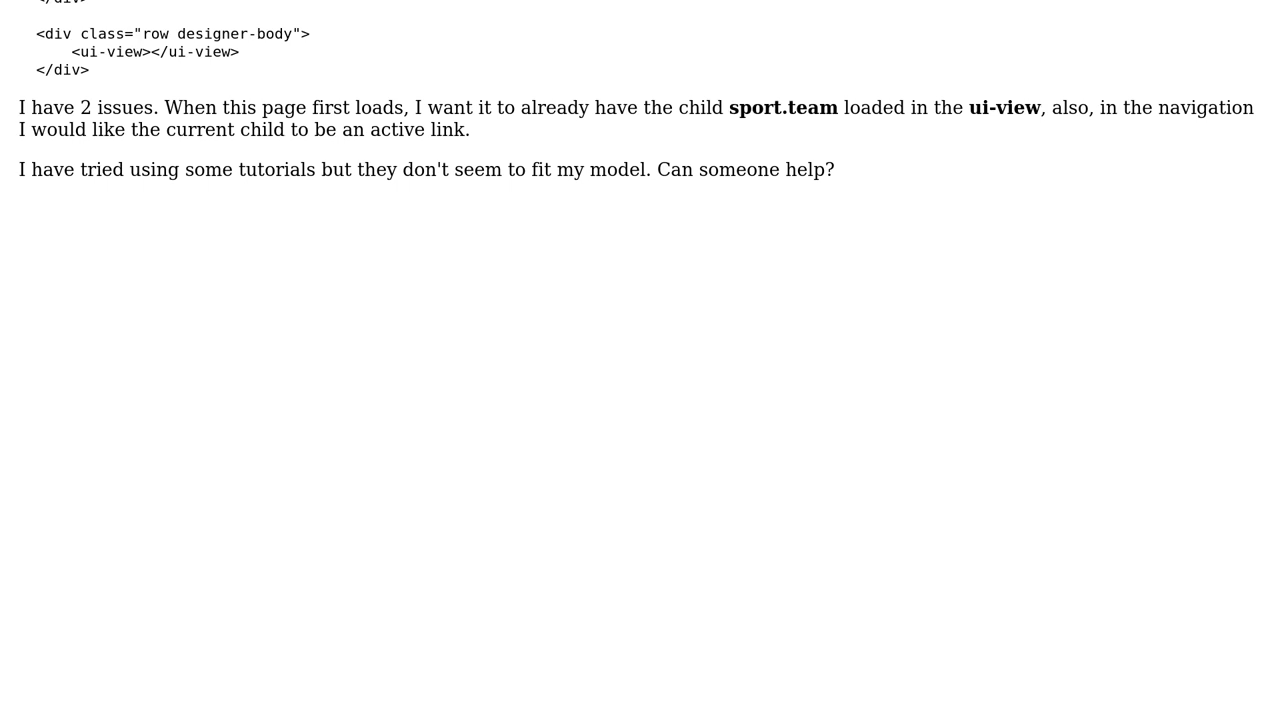 </div>
<div class="row designer-body">
<ui-view></ui-view>
</div>
I have 2 issues. When this page first loads, I want it to already have the child sport.team loaded in the ui-view, also, in the navigation
I would like the current child to be an active link.
I have tried using some tutorials but they don't seem to fit my model. Can someone help?